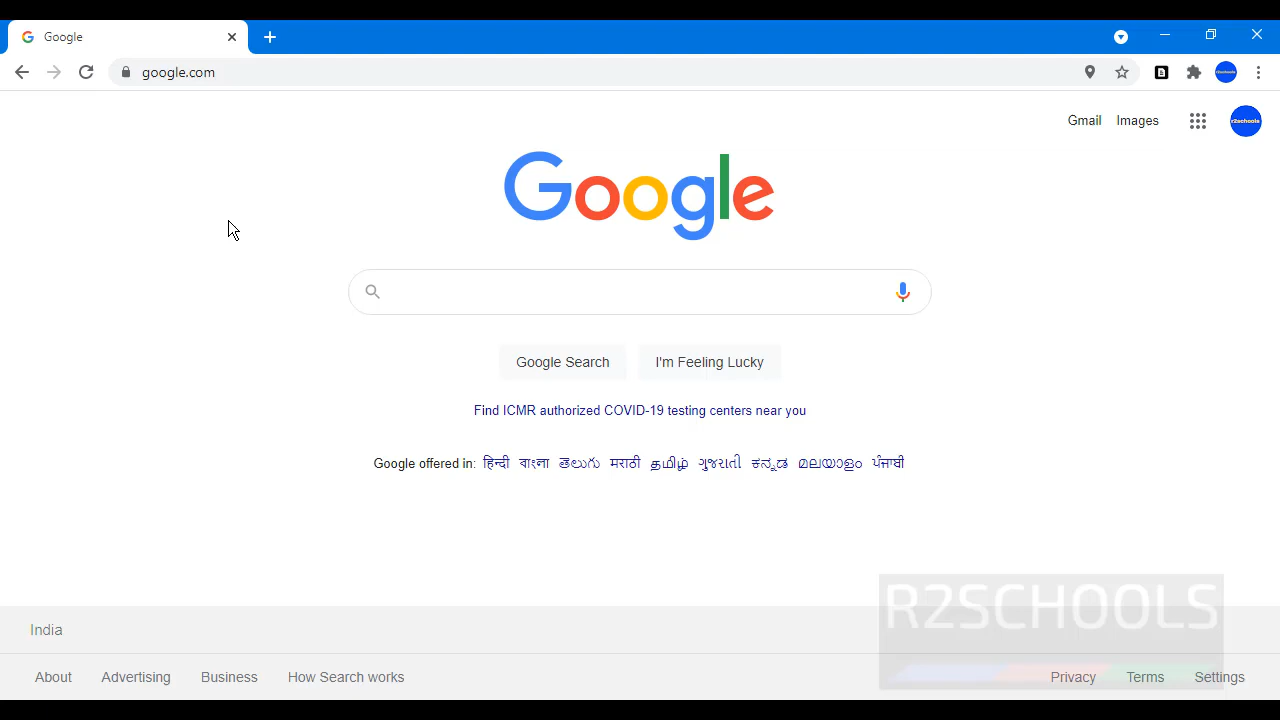 Google
google.com
Gmail Images
r2schools
Google
Google Search I'm Feeling Lucky
Find ICMR authorized COVID-19 testing centers near you
Google offered in: हिन्दी বাংলা తెలుగు मराठी தமிழ் ગુજરાતી ಕನ್ನಡ മലയാളം ਪੰਜਾਬੀ
R2SCHOOLS
India
About Advertising Business How Search works Privacy Terms Settings